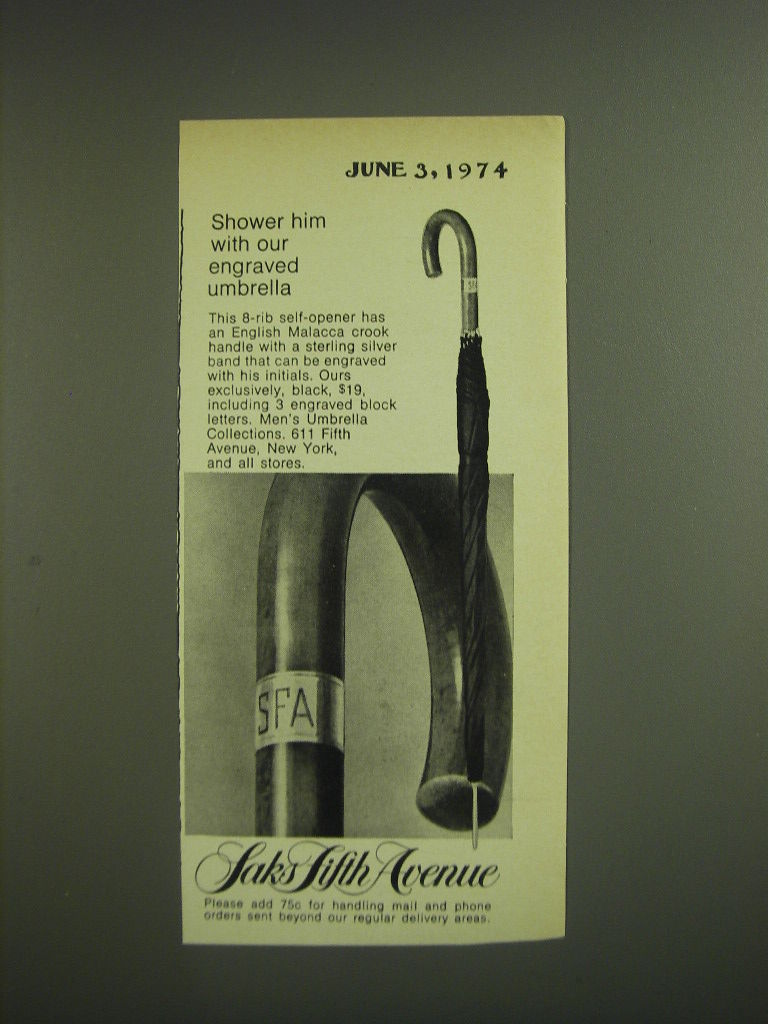 JUNE 3, 1974
Shower him
with our
engraved
umbrella
This 8-rib self-opener has
an English Malacca crook
handle with a sterling silver
band that can be engraved
with his initials. Ours
exclusively, black, $19,
including 3 engraved block
letters. Men's Umbrella
Collections. 611 Fifth
Avenue, New York,
and all stores.
SFA
SFA
Saks Fifth Avenue
Please add 75c for handling mail and phone
orders sent beyond our regular delivery areas.